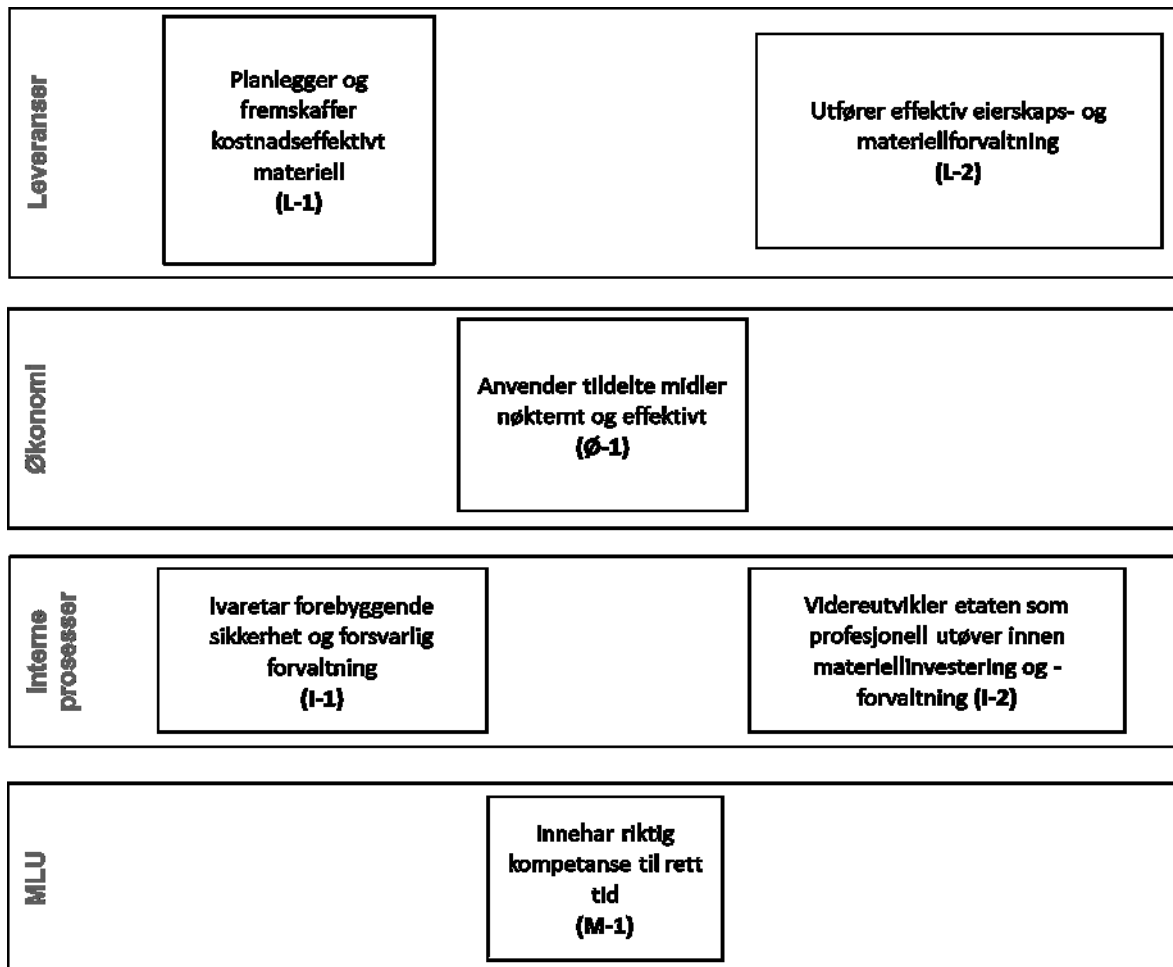 Leveranser
Planlegger og
fremskaffer
kostnadseffektivt
materiell
(L-1)
Utfører effektiv eierskaps- og
materiellforvaltning
(L-2)
Økonomi
Anvender tildelte midler
nøkternt og effektivt
(Ø-1)
Interne
prosesser
Ivaretar forebyggende
sikkerhet og forsvarlig
forvaltning
(I-1)
Videreutvikler etaten som
profesjonell utøver innen
materiellinvestering og -
forvaltning (I-2)
MLU
Innehar riktig
kompetanse til rett
tid
(M-1)